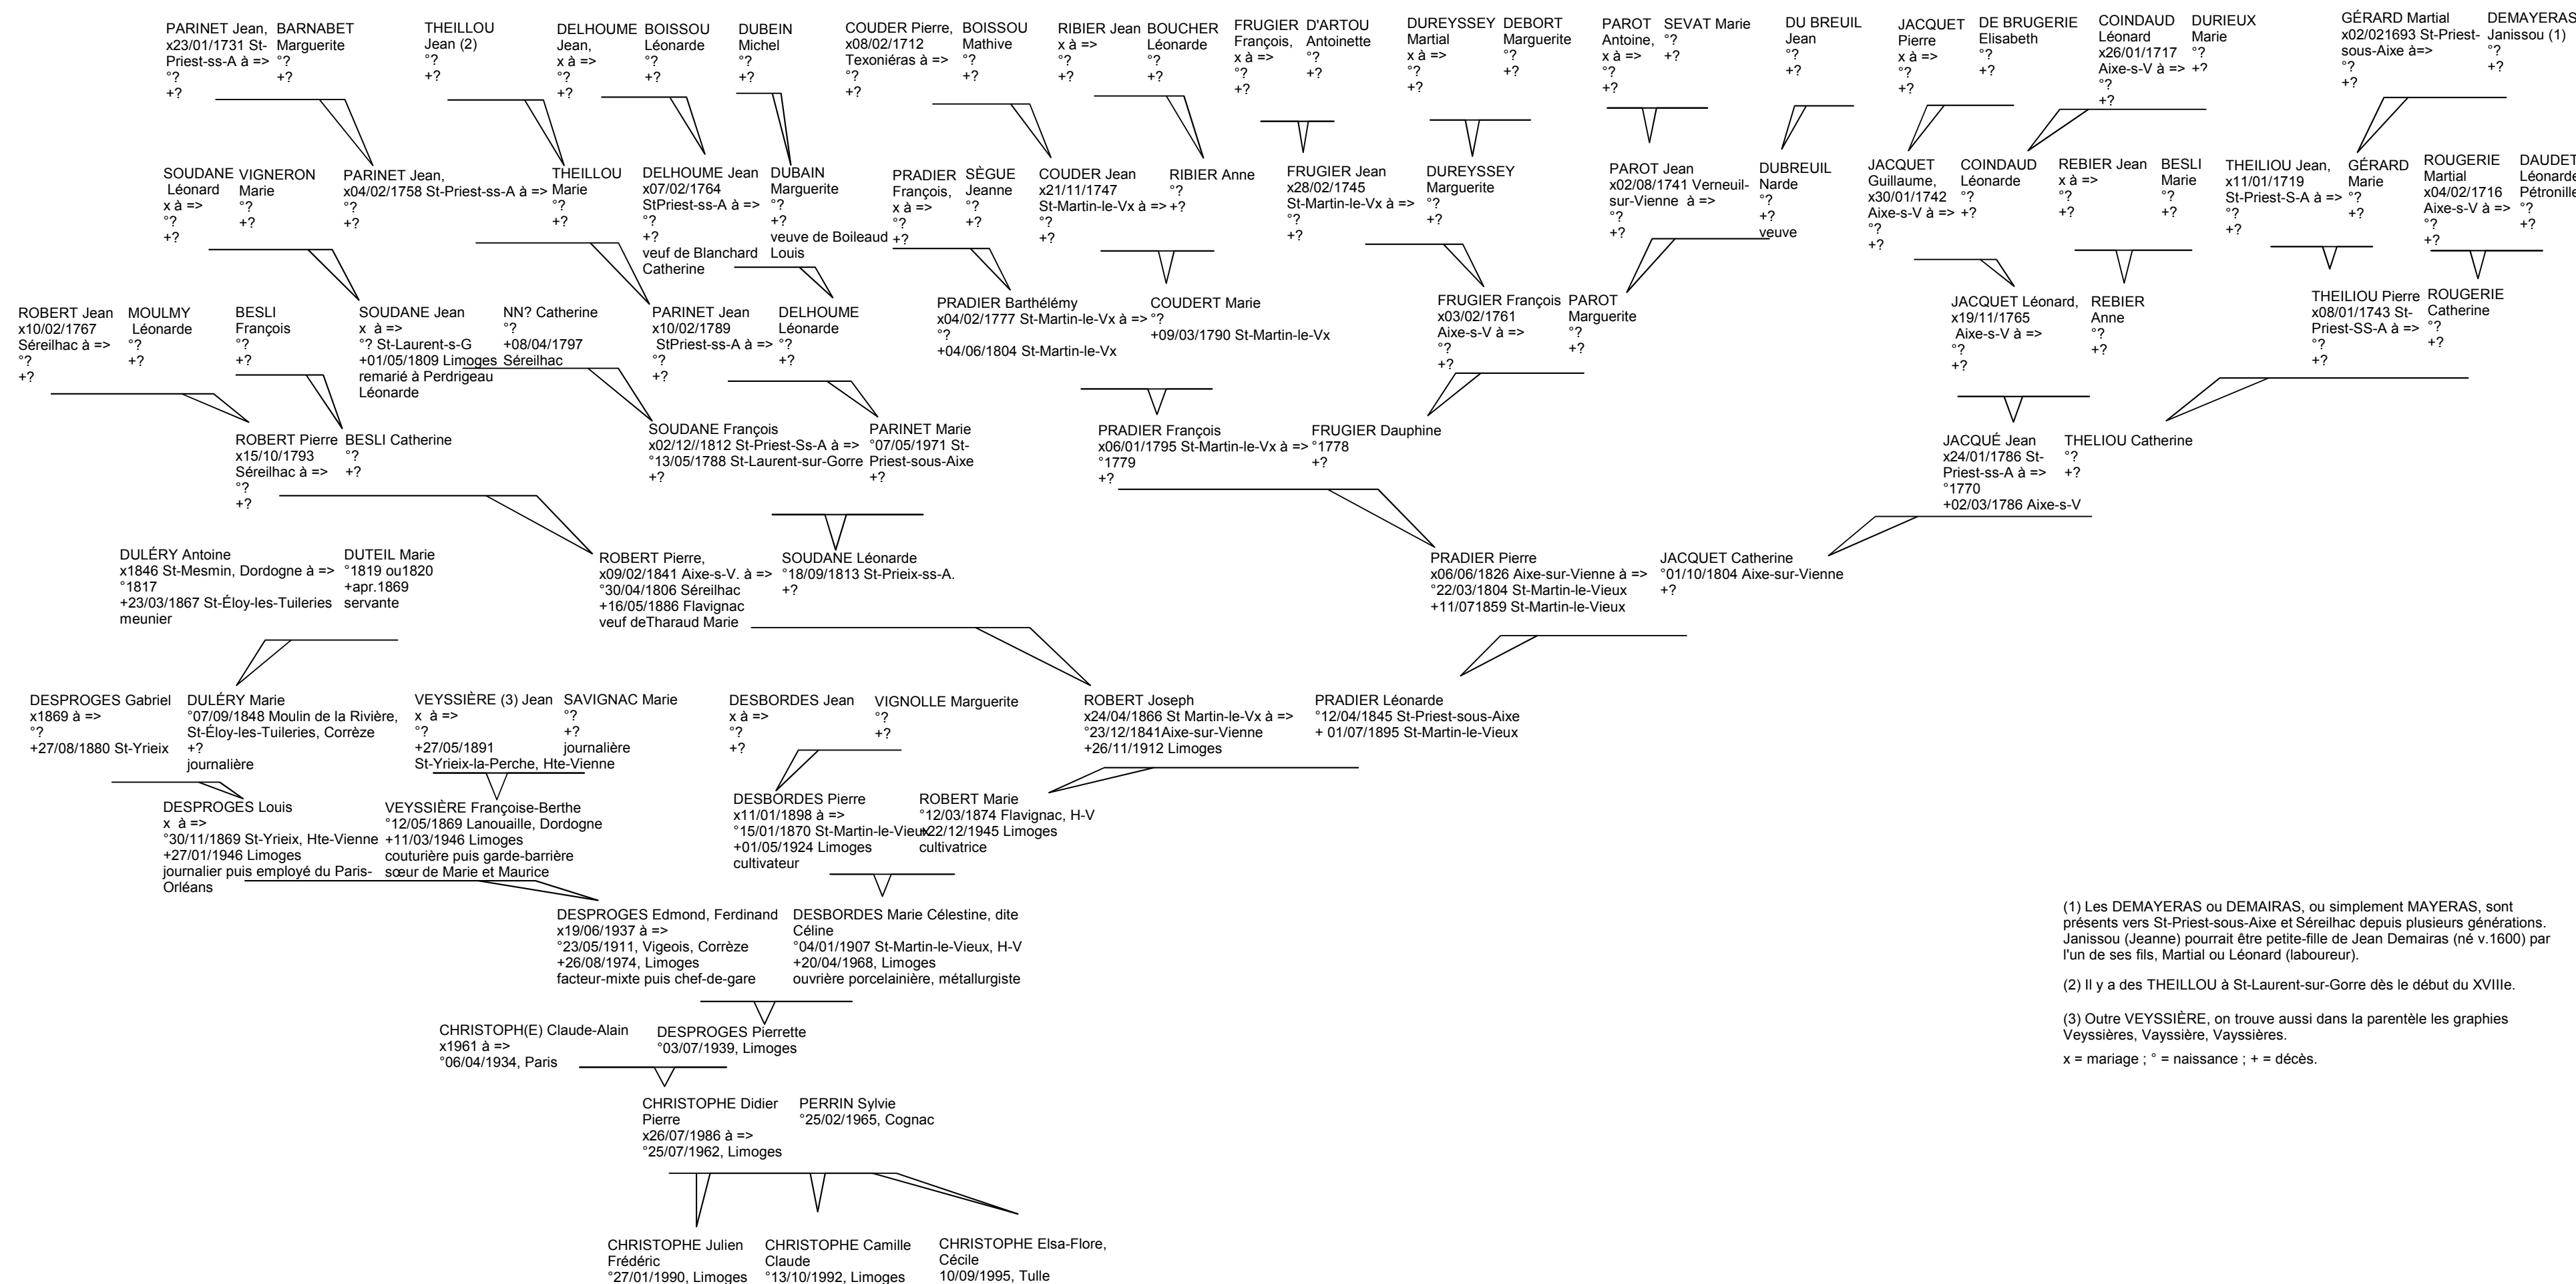 PARINET Jean,
x23/01/1731 St-
Priest-ss-A à =>
°?
+?
BARNABET
Marguerite
°?
+?
THEILLOU
Jean (2)
°?
+?
DELHOUME
Jean,
x à =>
°?
+?
BOISSOU
Léonarde
°?
+?
DUBEIN
Michel
°?
+?
COUDER Pierre,
x08/02/1712
Texoniéras à =>
°?
+?
BOISSOU
Mathive
°?
+?
RIBIER Jean
x à =>
°?
+?
BOUCHER
Léonarde
°?
+?
FRUGIER
François,
x à =>
°?
+?
D'ARTOU
Antoinette
°?
+?
DUREYSSEY
Martial
x à =>
°?
+?
DEBORT
Marguerite
°?
+?
PAROT
Antoine,
x à =>
°?
+?
SEVAT Marie
°?
+?
DU BREUIL
Jean
°?
+?
JACQUET
Pierre
x à =>
°?
+?
DE BRUGERIE
Elisabeth
°?
+?
COINDAUD
Léonard
x26/01/1717
Aixe-s-V à =>
°?
+?
DURIEUX
Marie
°?
+?
GÉRARD Martial
x02/021693 St-Priest-
sous-Aixe à=>
°?
+?
DEMAYERAS
Janissou (1)
°?
+?
SOUDANE
Léonard
x à =>
°?
+?
VIGNERON
Marie
°?
+?
PARINET Jean,
x04/02/1758 St-Priest-ss-A à =>
°?
+?
THEILLOU
Marie
°?
+?
DELHOUME Jean
x07/02/1764
StPriest-ss-A à =>
°?
+?
veuf de Blanchard
Catherine
DUBAIN
Marguerite
°?
+?
veuve de Boileaud
Louis
PRADIER
François,
x à =>
°?
+?
SÈGUE
Jeanne
°?
+?
COUDER Jean
x21/11/1747
St-Martin-le-Vx à =>
°?
+?
RIBIER Anne
°?
+?
FRUGIER Jean
x28/02/1745
St-Martin-le-Vx à =>
°?
+?
DUREYSSEY
Marguerite
°?
+?
PAROT Jean
x02/08/1741 Verneuil-
sur-Vienne  à =>
°?
+?
DUBREUIL
Narde
°?
+?
veuve
JACQUET
Guillaume,
x30/01/1742
Aixe-s-V à =>
°?
+?
COINDAUD
Léonarde
°?
+?
REBIER Jean
x à =>
°?
+?
BESLI
Marie
°?
+?
THEILIOU Jean,
x11/01/1719
St-Priest-S-A à =>
°?
+?
GÉRARD
Marie
°?
+?
ROUGERIE
Martial
x04/02/1716
Aixe-s-V à =>
°?
+?
DAUDET
Léonarde
Pétronille
°?
+?
ROBERT Jean
x10/02/1767
Séreilhac à =>
°?
+?
MOULMY
Léonarde
°?
+?
BESLI
François
°?
+?
SOUDANE Jean
x  à =>
°? St-Laurent-s-G
+01/05/1809 Limoges
remarié à Perdrigeau
Léonarde
NN? Catherine
°?
+08/04/1797
Séreilhac
PARINET Jean
x10/02/1789
StPriest-ss-A à =>
°?
+?
DELHOUME
Léonarde
°?
+?
PRADIER Barthélémy
x04/02/1777 St-Martin-le-Vx à =>
°?
+04/06/1804 St-Martin-le-Vx
COUDERT Marie
°?
+09/03/1790 St-Martin-le-Vx
FRUGIER François
x03/02/1761
Aixe-s-V à =>
°?
+?
PAROT
Marguerite
°?
+?
JACQUET Léonard,
x19/11/1765
Aixe-s-V à =>
°?
+?
REBIER
Anne
°?
+?
THEILIOU Pierre
x08/01/1743 St-
Priest-SS-A à =>
°?
+?
ROUGERIE
Catherine
°?
+?
ROBERT Pierre
x15/10/1793
Séreilhac à =>
°?
+?
BESLI Catherine
°?
+?
SOUDANE François
x02/12//1812 St-Priest-Ss-A à =>
°13/05/1788 St-Laurent-sur-Gorre
+?
PARINET Marie
°07/05/1971 St-
Priest-sous-Aixe
+?
PRADIER François
x06/01/1795 St-Martin-le-Vx à =>
°1779
+?
FRUGIER Dauphine
°1778
+?
JACQUÉ Jean
x24/01/1786 St-
Priest-ss-A à =>
°1770
+02/03/1786 Aixe-s-V
THELIOU Catherine
°?
+?
DULÉRY Antoine
x1846 St-Mesmin, Dordogne à =>
°1817
+23/03/1867 St-Éloy-les-Tuileries
meunier
DUTEIL Marie
°1819 ou1820
+apr.1869
servante
ROBERT Pierre,
x09/02/1841 Aixe-s-V. à =>
°30/04/1806 Séreilhac
+16/05/1886 Flavignac
veuf deTharaud Marie
SOUDANE Léonarde
°18/09/1813 St-Prieix-ss-A.
+?
PRADIER Pierre
x06/06/1826 Aixe-sur-Vienne à =>
°22/03/1804 St-Martin-le-Vieux
+11/071859 St-Martin-le-Vieux
JACQUET Catherine
°01/10/1804 Aixe-sur-Vienne
+?
DESPROGES Gabriel
x1869 à =>
°?
+27/08/1880 St-Yrieix
DULÉRY Marie
°07/09/1848 Moulin de la Rivière,
St-Éloy-les-Tuileries, Corrèze
+?
journalière
VEYSSIÈRE (3) Jean
x  à =>
°?
+27/05/1891
St-Yrieix-la-Perche, Hte-Vienne
SAVIGNAC Marie
°?
+?
journalière
DESBORDES Jean
x à =>
°?
+?
VIGNOLLE Marguerite
°?
+?
ROBERT Joseph
x24/04/1866 St Martin-le-Vx à =>
°23/12/1841Aixe-sur-Vienne
+26/11/1912 Limoges
PRADIER Léonarde
°12/04/1845 St-Priest-sous-Aixe
+ 01/07/1895 St-Martin-le-Vieux
DESPROGES Louis
x  à =>
°30/11/1869 St-Yrieix, Hte-Vienne
+27/01/1946 Limoges
journalier puis employé du Paris-
Orléans
VEYSSIÈRE Françoise-Berthe
°12/05/1869 Lanouaille, Dordogne
+11/03/1946 Limoges
couturière puis garde-barrière
sœur de Marie et Maurice
DESBORDES Pierre
x11/01/1898 à =>
°15/01/1870 St-Martin-le-Vieux
+01/05/1924 Limoges
cultivateur
ROBERT Marie
°12/03/1874 Flavignac, H-V
+22/12/1945 Limoges
cultivatrice
DESPROGES Edmond, Ferdinand
x19/06/1937 à =>
°23/05/1911, Vigeois, Corrèze
+26/08/1974, Limoges
facteur-mixte puis chef-de-gare
DESBORDES Marie Célestine, dite
Céline
°04/01/1907 St-Martin-le-Vieux, H-V
+20/04/1968, Limoges
ouvrière porcelainière, métallurgiste
(1) Les DEMAYERAS ou DEMAIRAS, ou simplement MAYERAS, sont
présents vers St-Priest-sous-Aixe et Séreilhac depuis plusieurs générations.
Janissou (Jeanne) pourrait être petite-fille de Jean Demairas (né v.1600) par
l'un de ses fils, Martial ou Léonard (laboureur).
(2) Il y a des THEILLOU à St-Laurent-sur-Gorre dès le début du XVIIIe.
(3) Outre VEYSSIÈRE, on trouve aussi dans la parentèle les graphies
Veyssières, Vayssière, Vayssières.
x = mariage ; ° = naissance ; + = décès.
CHRISTOPH(E) Claude-Alain
x1961 à =>
°06/04/1934, Paris
DESPROGES Pierrette
°03/07/1939, Limoges
CHRISTOPHE Didier
Pierre
x26/07/1986 à =>
°25/07/1962, Limoges
PERRIN Sylvie
°25/02/1965, Cognac
CHRISTOPHE Julien
Frédéric
°27/01/1990, Limoges
CHRISTOPHE Camille
Claude
°13/10/1992, Limoges
CHRISTOPHE Elsa-Flore,
Cécile
10/09/1995, Tulle